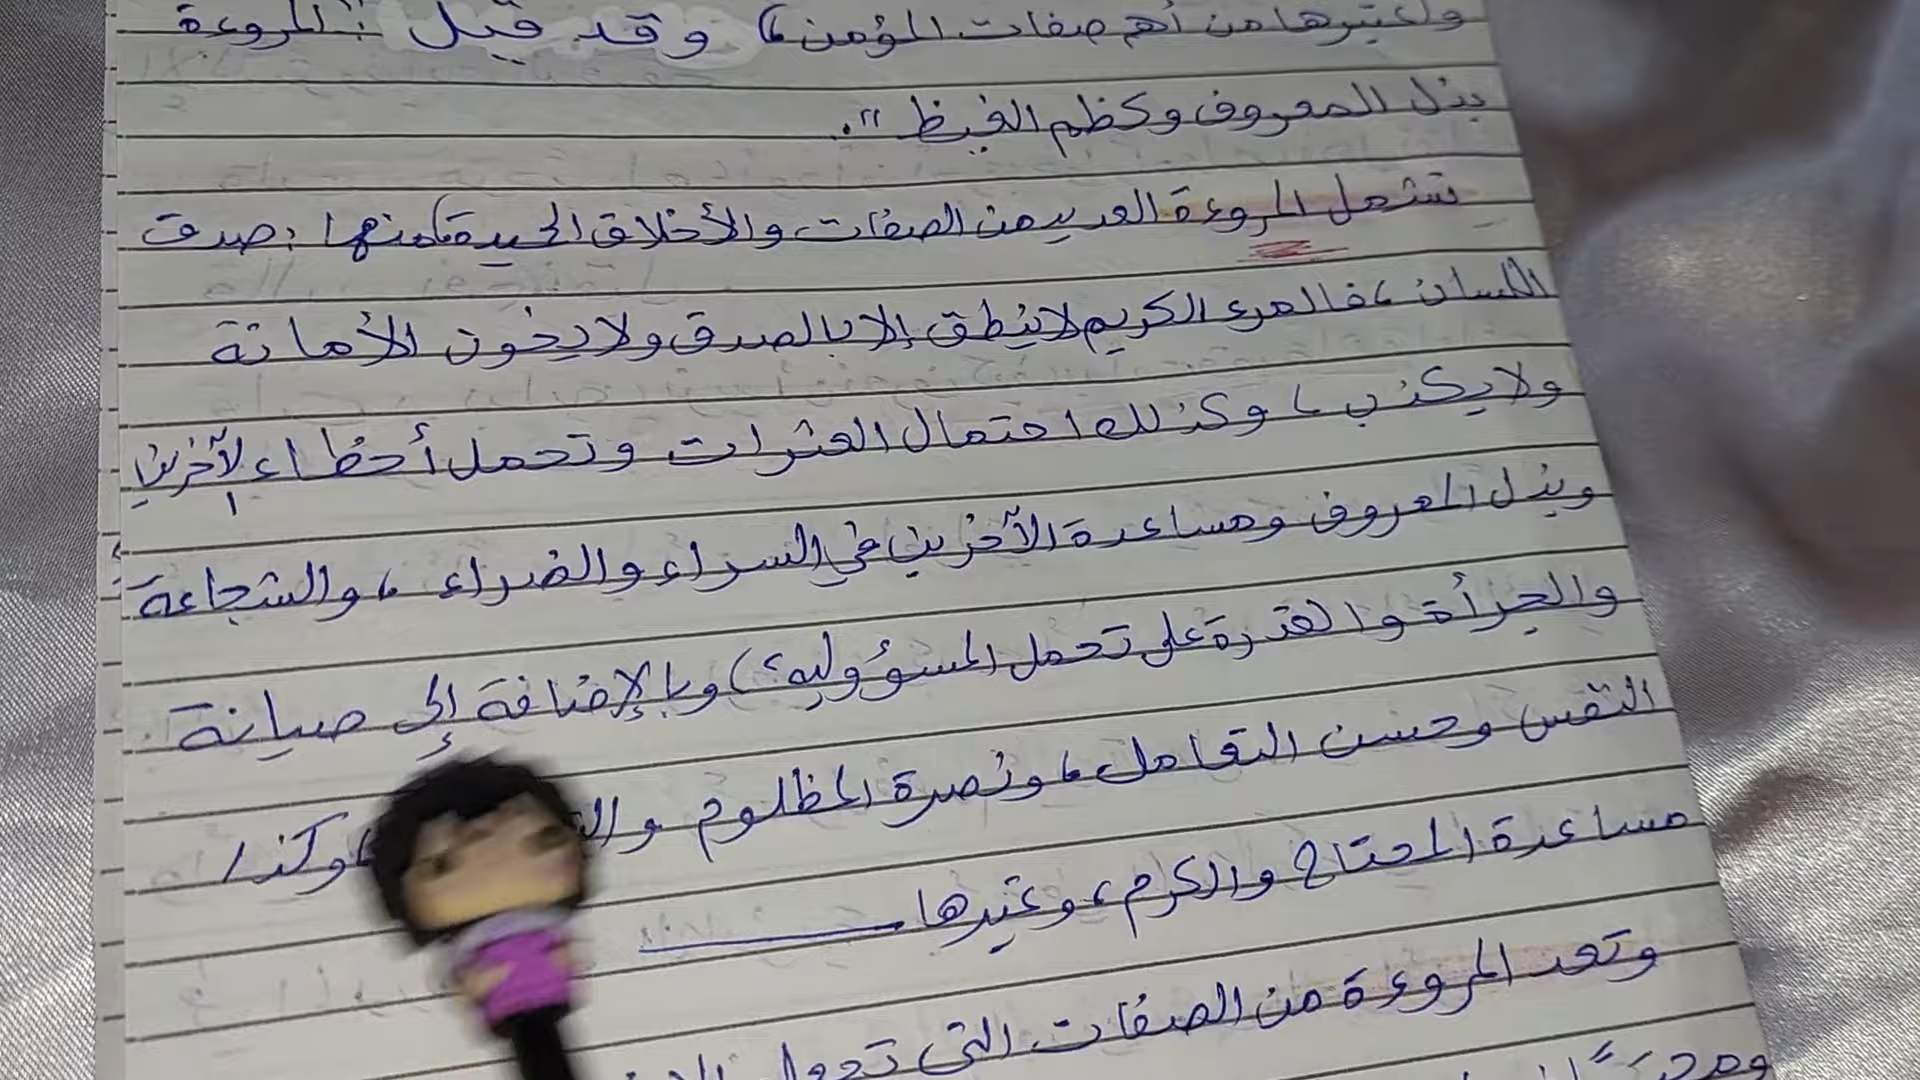 واعتبرها من أهم صفات المؤمن، وقد قيل: "المروءة
بذل المعروف وكظم الغيظ".
تشمل المروءة العديد من الصفات والأخلاق الحميدة، منها: صدق
اللسان، فالمرء الكريم لا ينطق إلا بالصدق ولا يخون الأمانة
ولا يكذب، وكذلك احتمال العثرات وتحمل أخطاء الآخرين
وبذل المعروف ومساعدة الآخرين في السراء والضراء، والشجاعة
والجرأة والقدرة على تحمل المسؤولية، وبالإضافة إلى صيانة
النفس وحسن التعامل، ونصرة المظلوم وكذا
مساعدة المحتاج والكرم، وغيرها
وتعد المروءة من الصفات التي